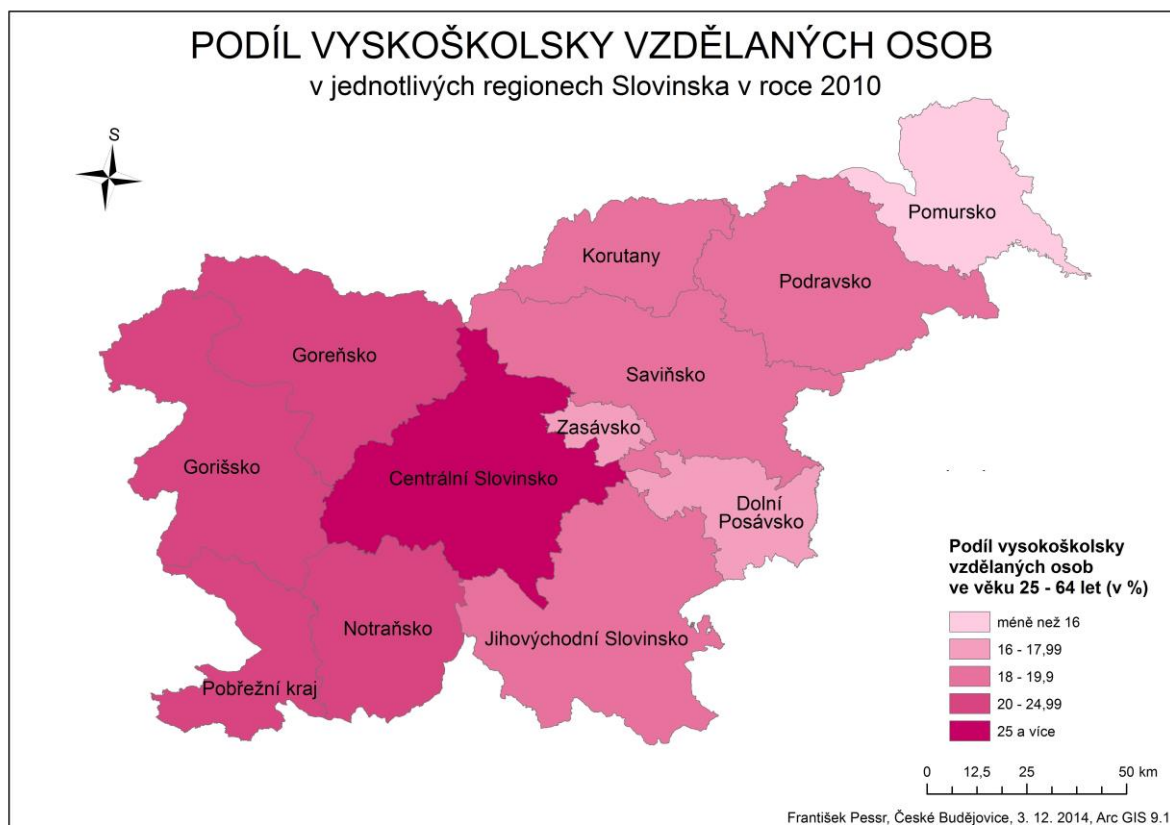 PODÍL VYSKOŠKOLSKY VZDĚLANÝCH OSOB
v jednotlivých regionech Slovinska v roce 2010
S
Pomursko
Korutany
Podravsko
Goreňsko
Saviňsko
Zasávsko
Gorišsko
Centrální Slovinsko
Dolní
Posávsko
Notraňsko
Jihovýchodní Slovinsko
Pobřežní kraj
Podíl vysokoškolsky
vzdělaných osob
ve věku 25 - 64 let (v %)
méně než 16
16 - 17,99
18 - 19,9
20 - 24,99
25 a více
0 12,5 25 50 km
František Pessr, České Budějovice, 3. 12. 2014, Arc GIS 9.1